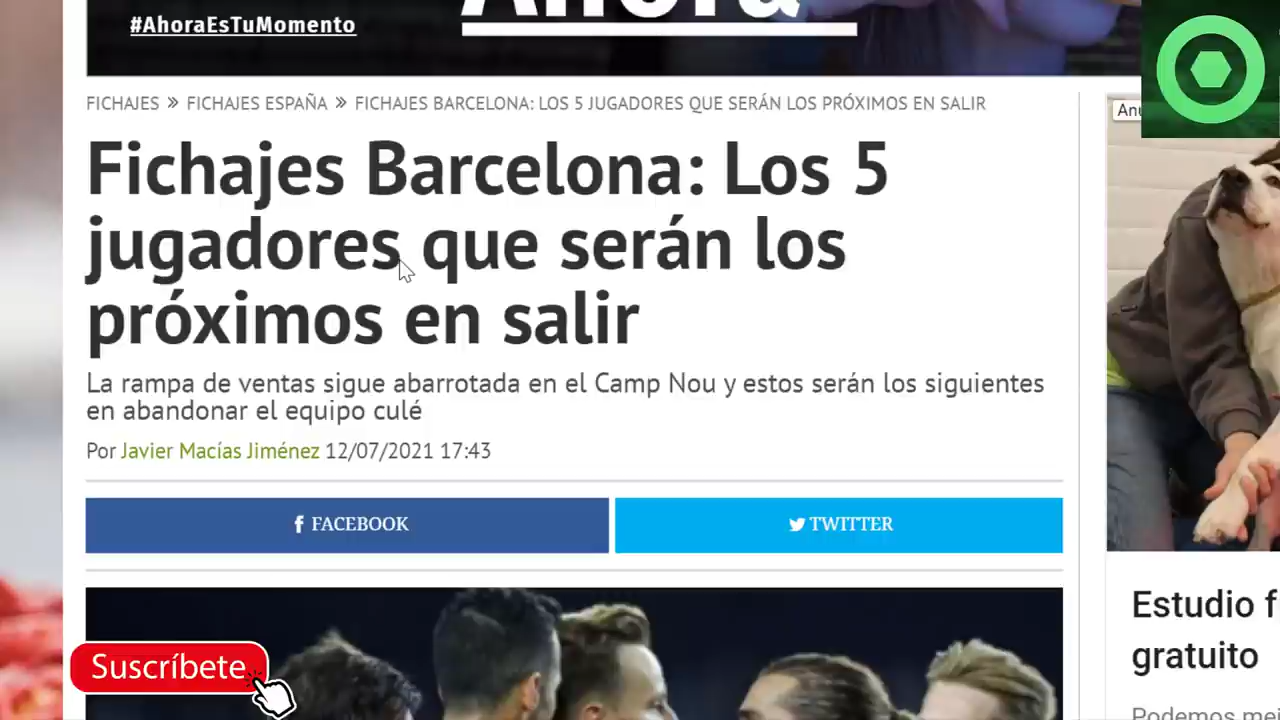 Ahora
#AhoraEsTuMomento
FICHAJES » FICHAJES ESPAÑA » FICHAJES BARCELONA: LOS 5 JUGADORES QUE SERÁN LOS PRÓXIMOS EN SALIR
Fichajes Barcelona: Los 5
jugadores que serán los
próximos en salir
La rampa de ventas sigue abarrotada en el Camp Nou y estos serán los siguientes
en abandonar el equipo culé
Por Javier Macías Jiménez 12/07/2021 17:43
FACEBOOK
TWITTER
Suscríbete
Estudio f
gratuito
Podemos mej